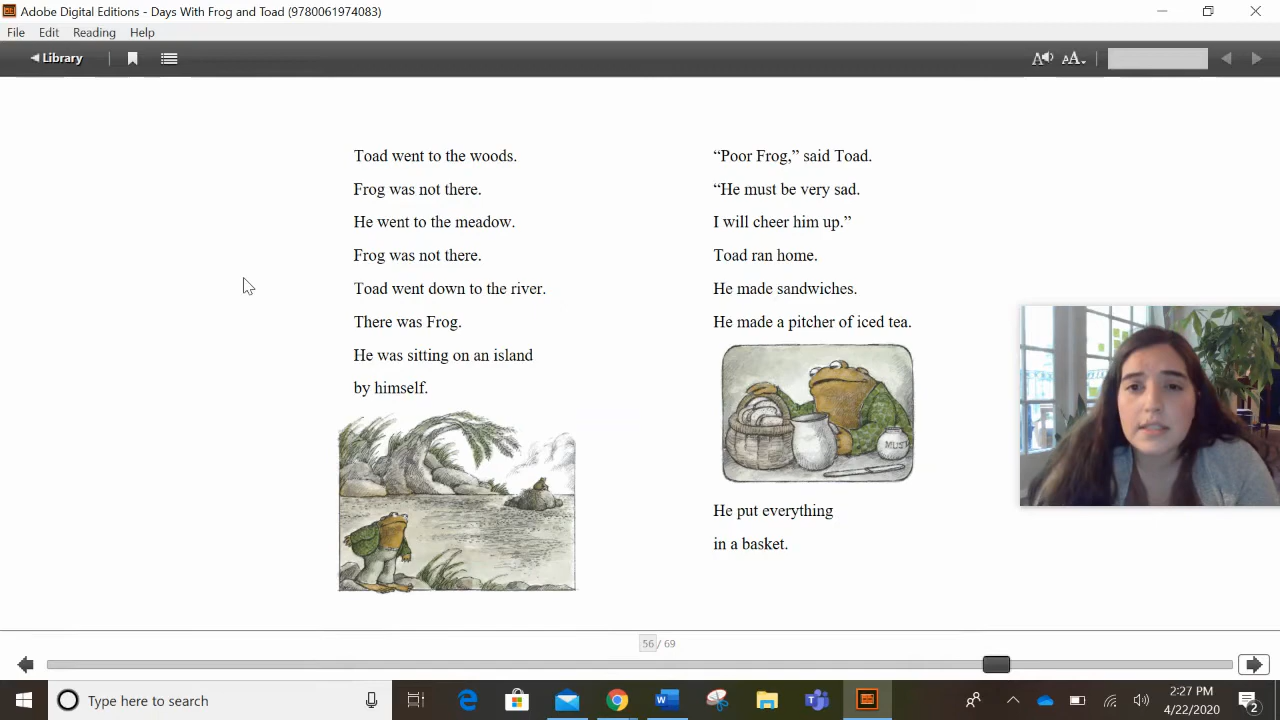 Adobe Digital Editions - Days With Frog and Toad (9780061974083)
File Edit Reading Help
Library
Toad went to the woods.
Frog was not there.
He went to the meadow.
Frog was not there.
Toad went down to the river.
There was Frog.
He was sitting on an island
by himself.
“Poor Frog,” said Toad.
“He must be very sad.
I will cheer him up.”
Toad ran home.
He made sandwiches.
He made a pitcher of iced tea.
MUST
He put everything
in a basket.
56 / 69
Type here to search
2:27 PM
4/22/2020
2